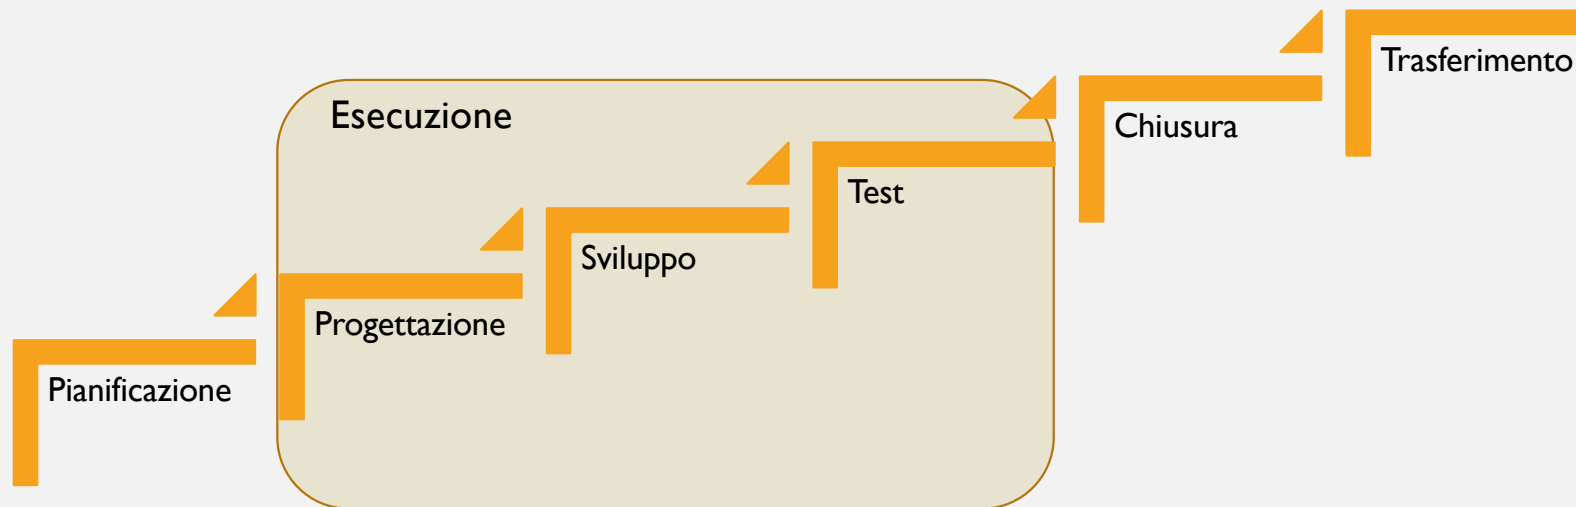 Esecuzione
Pianificazione
Progettazione
Sviluppo
Test
Chiusura
Trasferimento